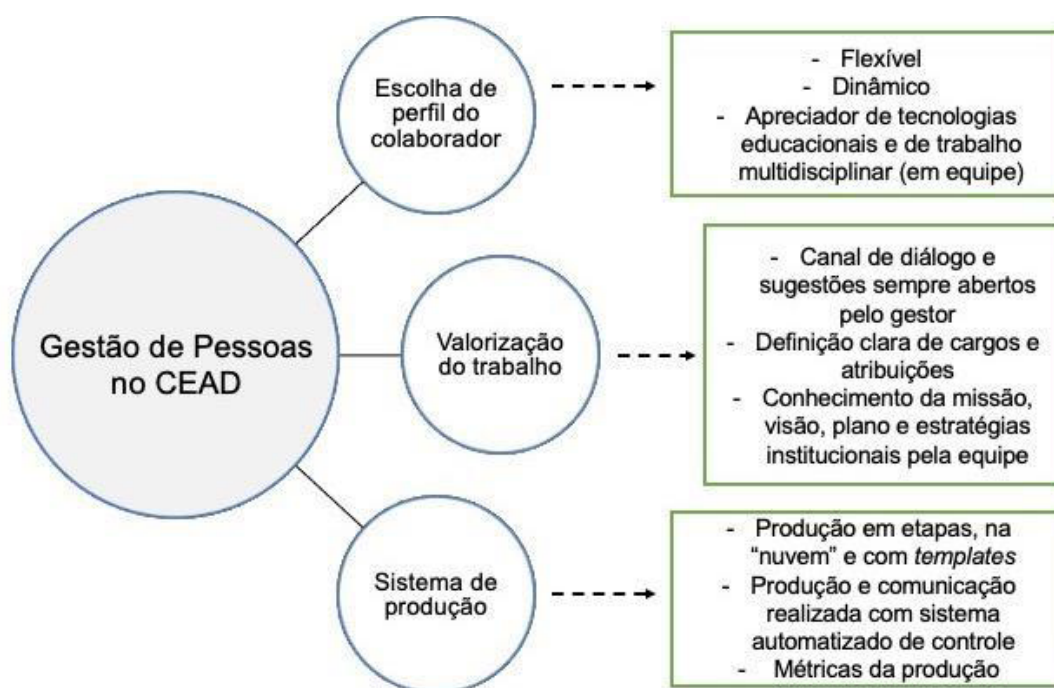 Gestão de Pessoas
no CEAD
Escolha de
perfil do
colaborador
- Flexível
- Dinâmico
- Apreciador de tecnologias
educacionais e de trabalho
multidisciplinar (em equipe)
Valorização
do trabalho
- Canal de diálogo e
sugestões sempre abertos
pelo gestor
- Definição clara de cargos e
atribuições
- Conhecimento da missão,
visão, plano e estratégias
institucionais pela equipe
Sistema de
produção
- Produção em etapas, na
“nuvem” e com templates
- Produção e comunicação
realizada com sistema
automatizado de controle
- Métricas da produção